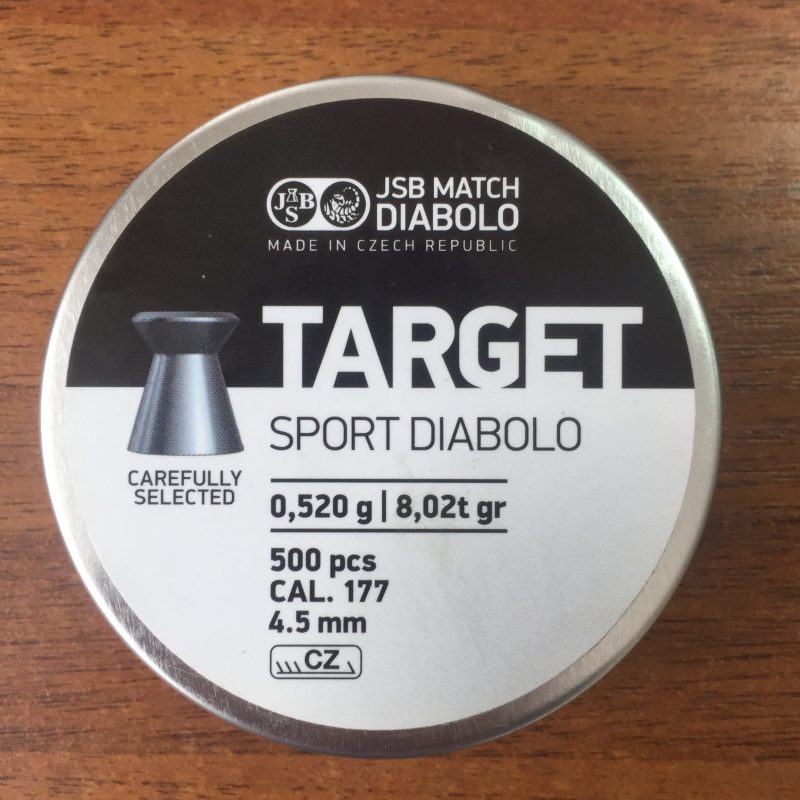 JSB
JSB MATCH
DIABOLO
MADE IN CZECH REPUBLIC
TARGET
SPORT DIABOLO
CAREFULLY
SELECTED
0,520 g | 8,02t gr
500 pcs
CAL. 177
4.5 mm
CZ